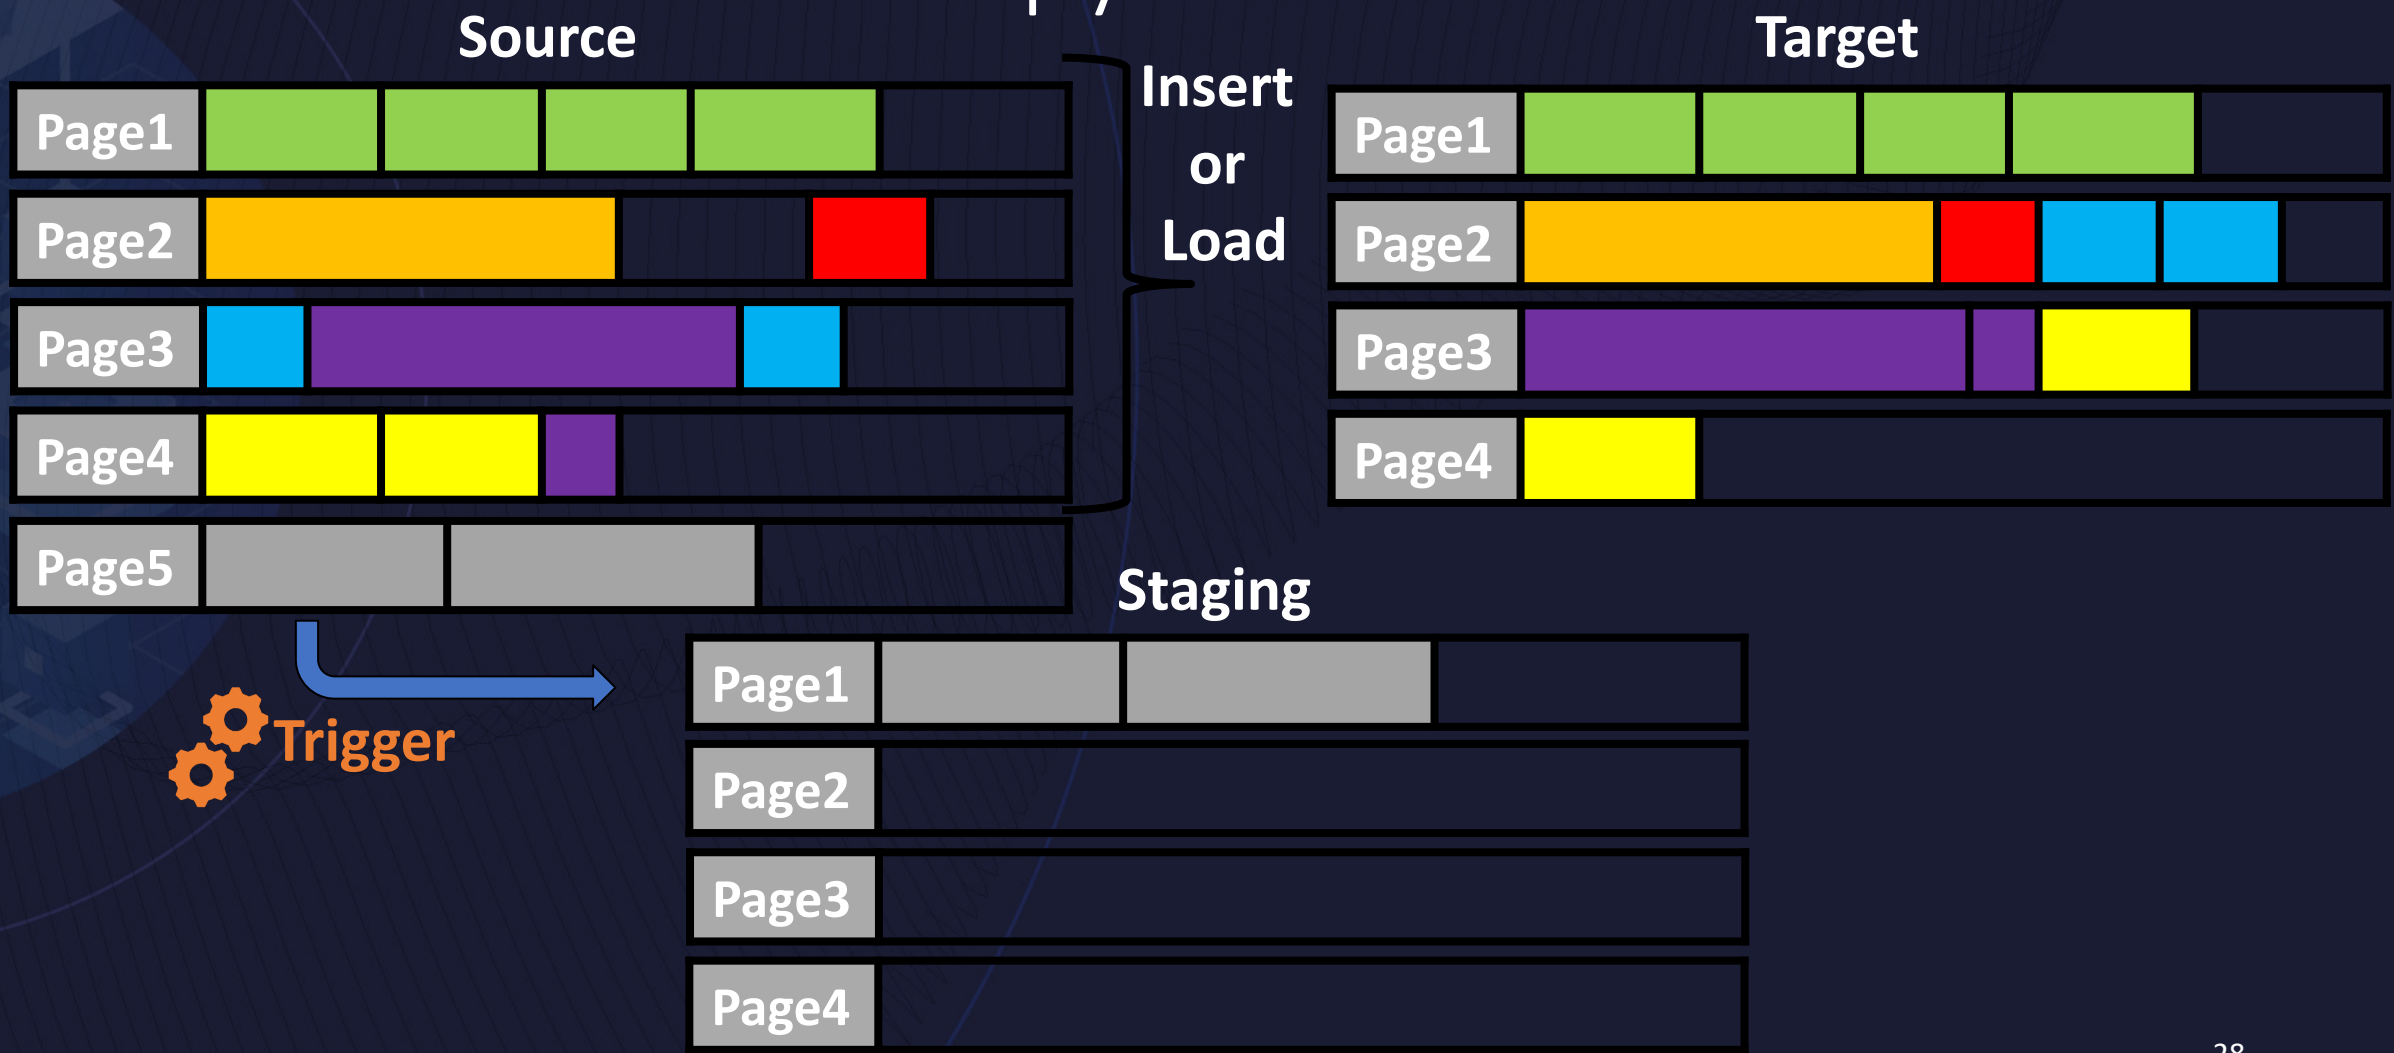 Source
Target
Insert
or
Load
Page1
Page2
Page3
Page4
Page5
Page1
Page2
Page3
Page4
Trigger
Staging
Page1
Page2
Page3
Page4